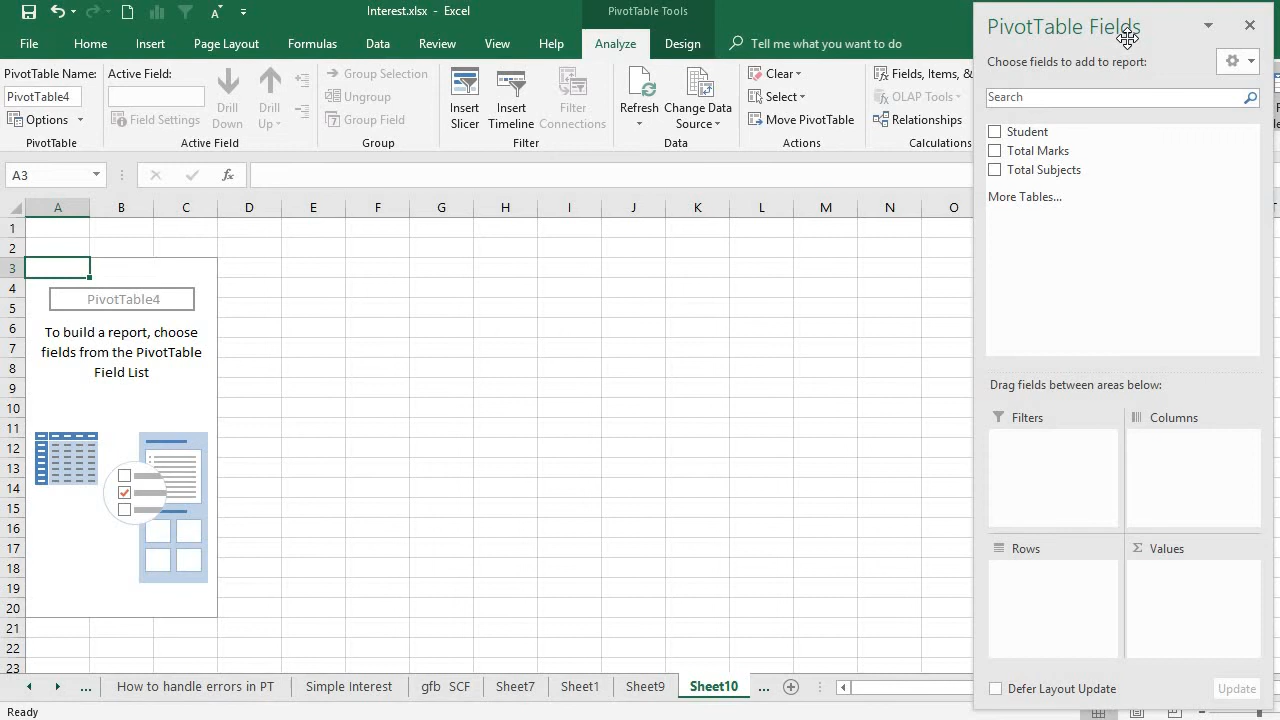 Interest.xlsx - Excel
PivotTable Tools
File Home Insert Page Layout Formulas Data Review View Help Analyze Design Tell me what you want to do
PivotTable Name:
PivotTable4
Options
PivotTable
Active Field:
Drill Down
Drill Up
Field Settings
Active Field
Group Selection
Ungroup
Group Field
Group
Insert Slicer
Insert Timeline
Filter Connections
Filter
Refresh
Change Data Source
Data
Clear
Select
Move PivotTable
Actions
Fields, Items, &
OLAP Tools
Relationships
Calculations
A3
fx
A B C D E F G H I J K L M N O
1
2
3
4
5
6
7
8
9
10
11
12
13
14
15
16
17
18
19
20
21
22
23
PivotTable4
To build a report, choose
fields from the PivotTable
Field List
PivotTable Fields
Choose fields to add to report:
Search
Student
Total Marks
Total Subjects
More Tables...
Drag fields between areas below:
Filters
Columns
Rows
Σ Values
Defer Layout Update
Update
... How to handle errors in PT Simple Interest gfb SCF Sheet7 Sheet1 Sheet9 Sheet10 ...
Ready